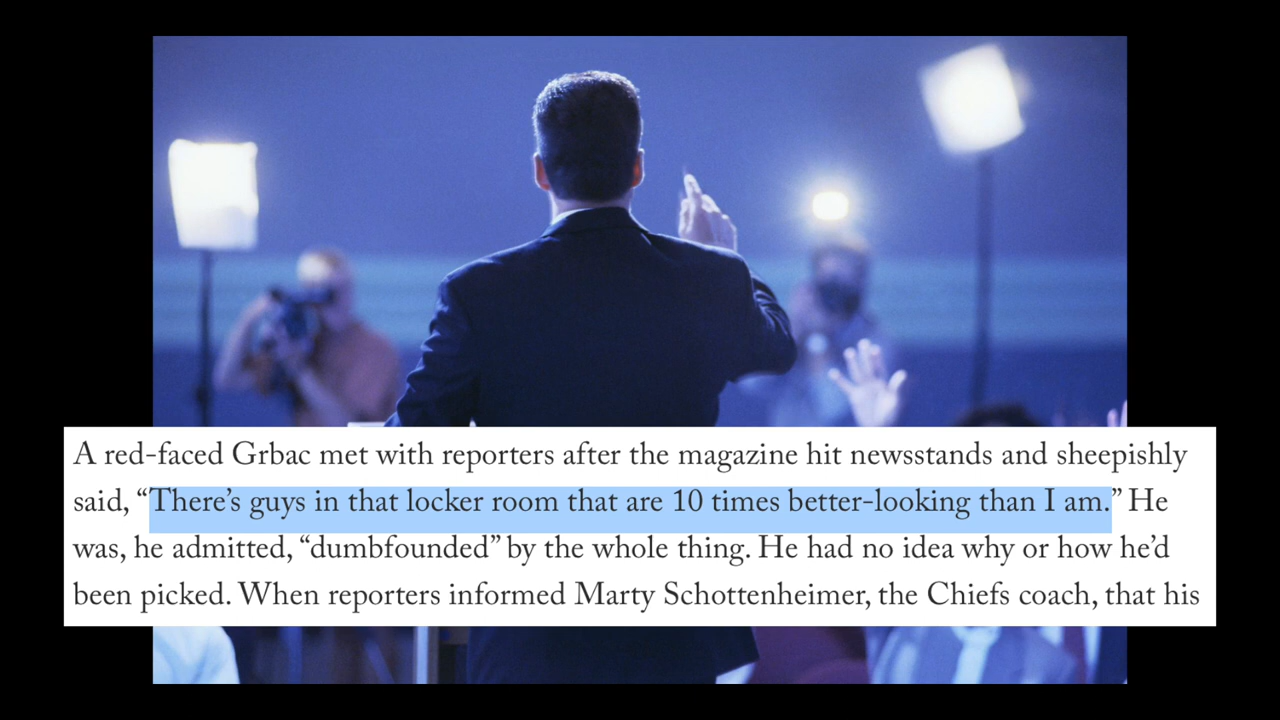 A red-faced Grbac met with reporters after the magazine hit newsstands and sheepishly
said, “There’s guys in that locker room that are 10 times better-looking than I am.” He
was, he admitted, “dumbfounded” by the whole thing. He had no idea why or how he’d
been picked. When reporters informed Marty Schottenheimer, the Chiefs coach, that his